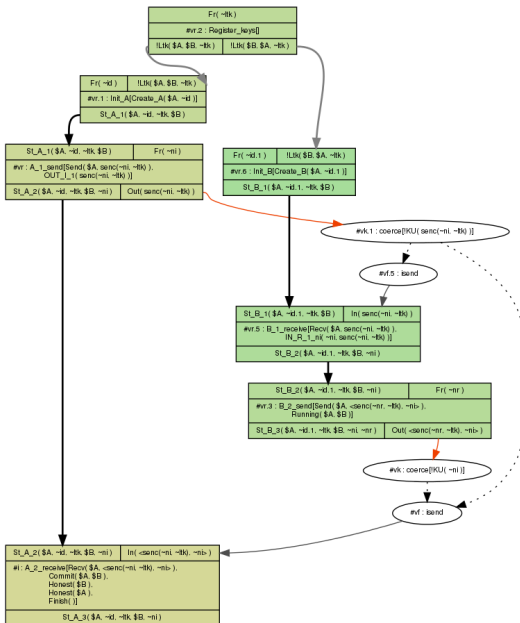 Fr( ~ltk )
#vr.2 : Register_keys[]
!Ltk( $A. $B. ~ltk ) !Ltk( $B. $A. ~ltk )
Fr( ~id ) !Ltk( $A. $B. ~ltk )
#vr.1 : Init_A[Create_A( $A. ~id )]
St_A_1( $A. ~id. ~ltk. $B )
St_A_1( $A. ~id. ~ltk. $B ) Fr( ~ni )
#vr : A_1_send[Send( $A. senc(~ni. ~ltk) ).
OUT_I_1( senc(~ni. ~ltk) )]
St_A_2( $A. ~id. ~ltk. $B. ~ni ) Out( senc(~ni. ~ltk) )
Fr( ~id.1 ) !Ltk( $B. $A. ~ltk )
#vr.6 : Init_B[Create_B( $A. ~id.1 )]
St_B_1( $A. ~id.1. ~ltk. $B )
#vk.1 : coerce[!KU( senc(~ni. ~ltk) )]
#vf.5 : isend
St_B_1( $A. ~id.1. ~ltk. $B ) In( senc(~ni. ~ltk) )
#vr.5 : B_1_receive[Recv( $A. senc(~ni. ~ltk) ).
IN_R_1_ni( ~ni. senc(~ni. ~ltk) )]
St_B_2( $A. ~id.1. ~ltk. $B. ~ni )
St_B_2( $A. ~id.1. ~ltk. $B. ~ni ) Fr( ~nr )
#vr.3 : B_2_send[Send( $A. <senc(~nr. ~ltk). ~ni> ).
Running( $A. $B )]
St_B_3( $A. ~id.1. ~ltk. $B. ~ni. ~nr ) Out( <senc(~nr. ~ltk). ~ni> )
#vk : coerce[!KU( ~ni )]
#vf : isend
St_A_2( $A. ~id. ~ltk. $B. ~ni ) In( <senc(~ni. ~ltk). ~ni> )
#i : A_2_receive[Recv( $A. <senc(~ni. ~ltk). ~ni> ).
Commit( $A. $B ).
Honest( $B ).
Honest( $A ).
Finish( )]
St_A_3( $A. ~id. ~ltk. $B. ~ni )